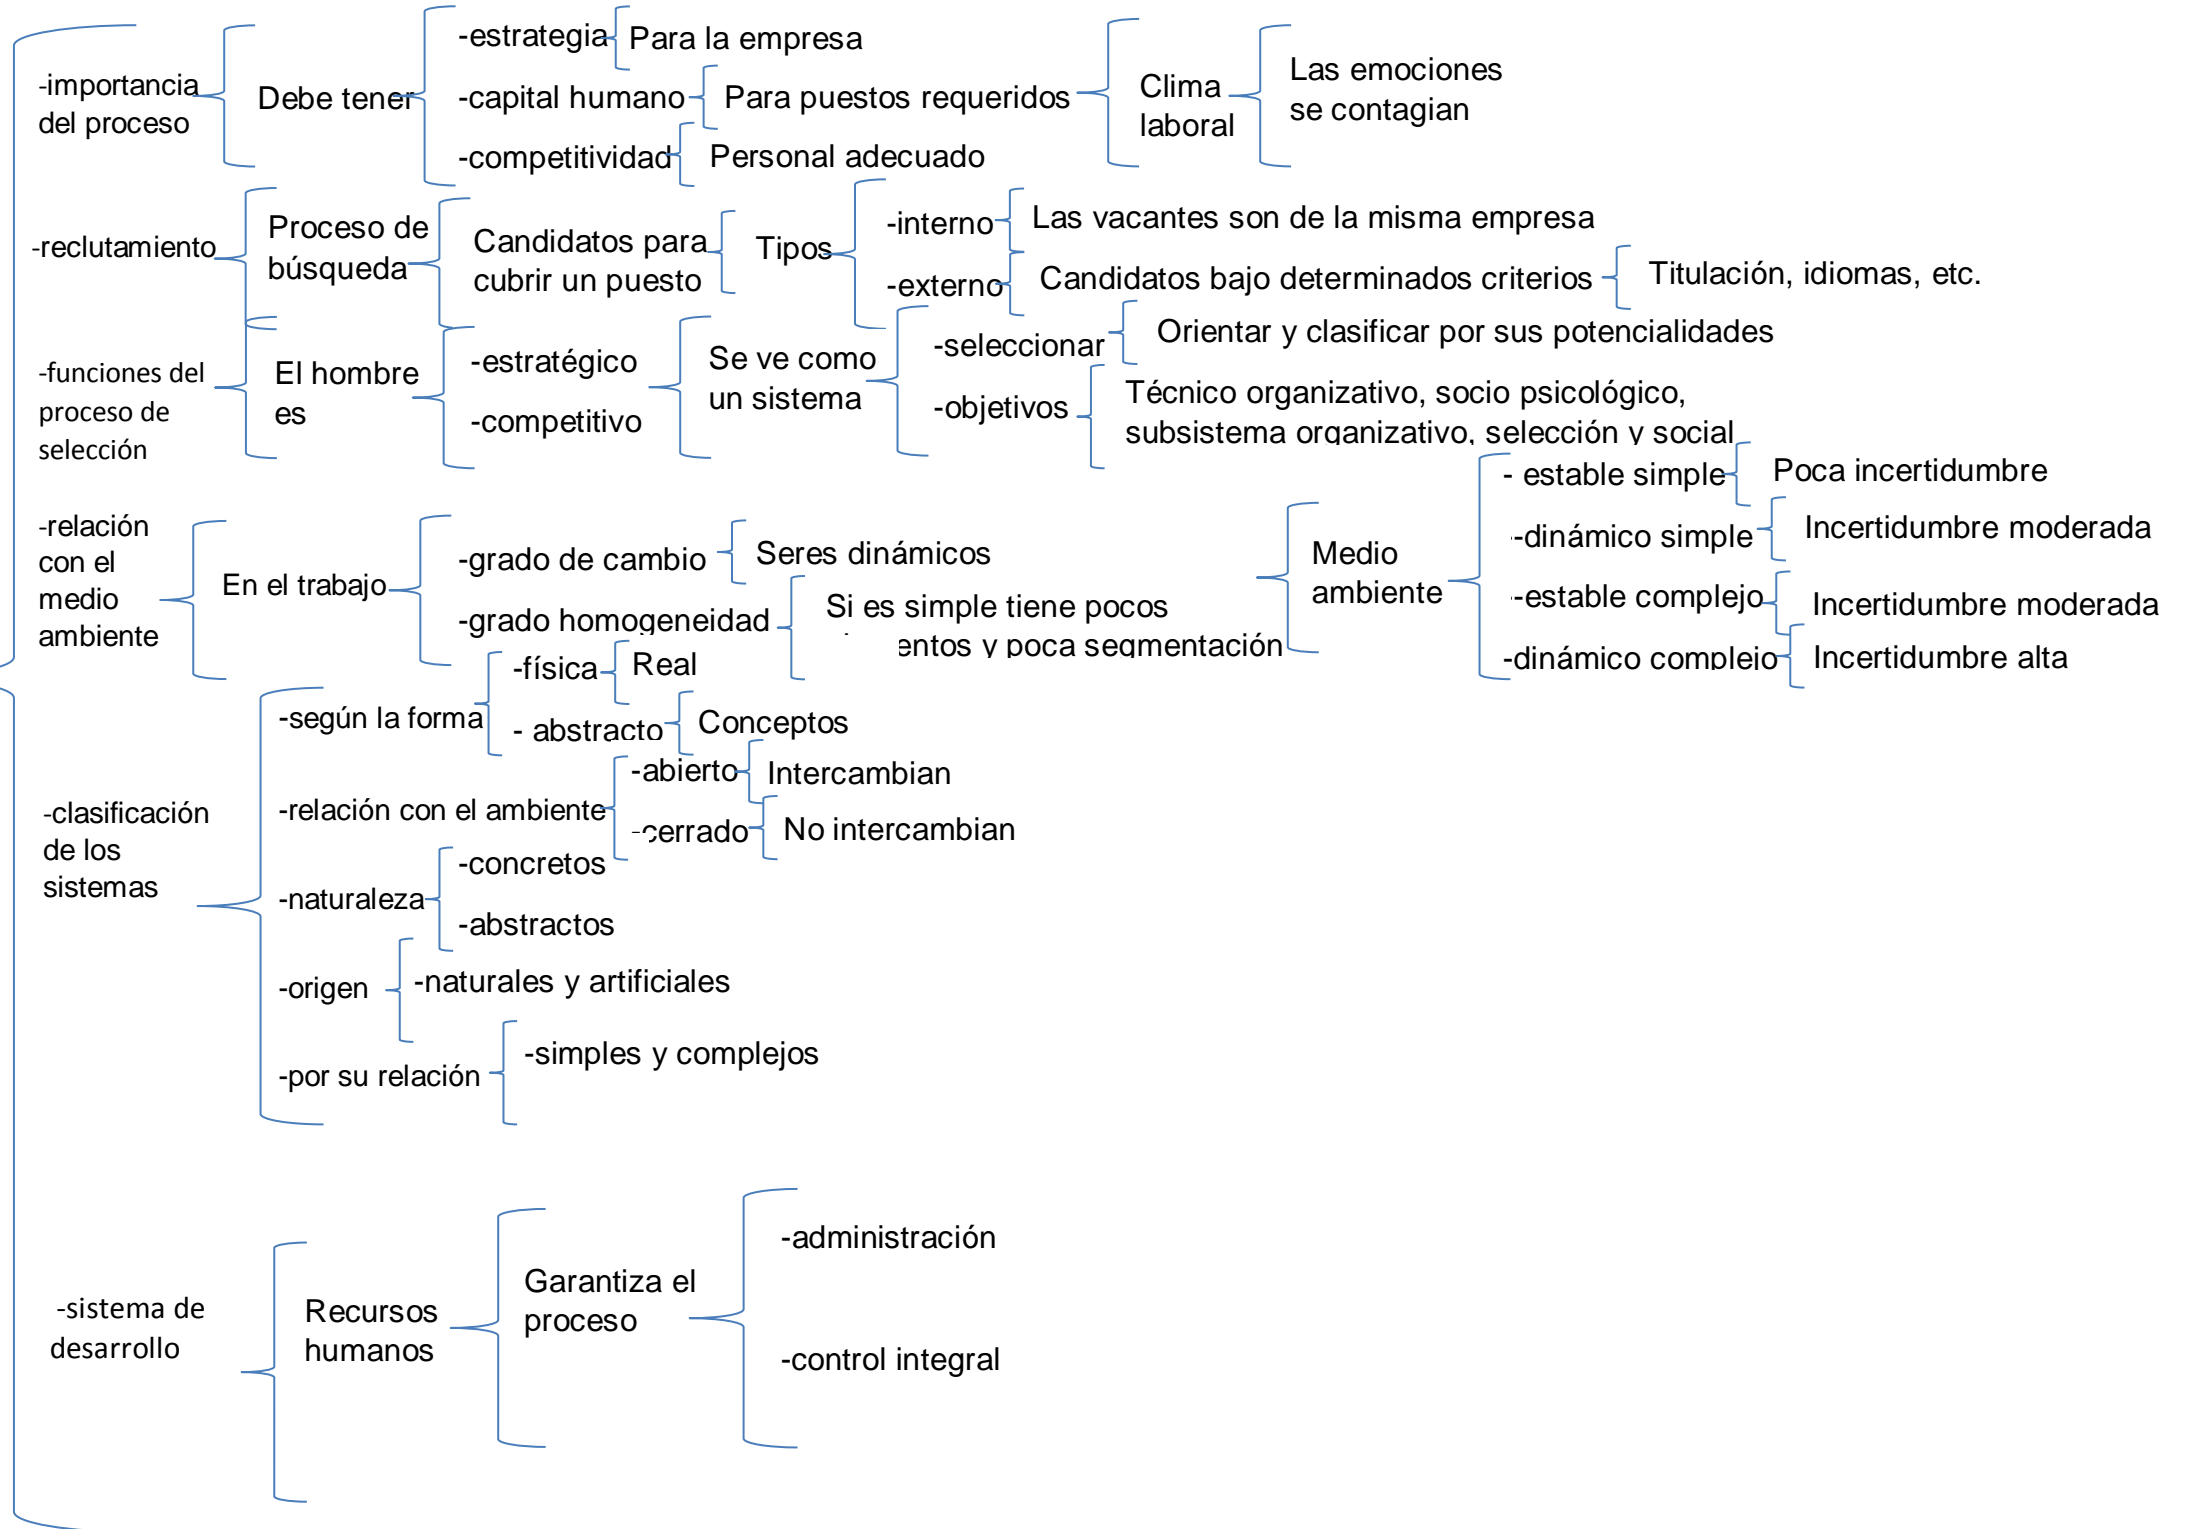 -importancia
del proceso
Debe tener
-estrategia
Para la empresa
-capital humano
Para puestos requeridos
-competitividad
Personal adecuado
Clima
laboral
Las emociones
se contagian
-reclutamiento
Proceso de
búsqueda
Candidatos para
cubrir un puesto
Tipos
-interno
Las vacantes son de la misma empresa
-externo
Candidatos bajo determinados criterios
Titulación, idiomas, etc.
-funciones del
proceso de
selección
El hombre
es
-estratégico
-competitivo
Se ve como
un sistema
-seleccionar
Orientar y clasificar por sus potencialidades
-objetivos
Técnico organizativo, socio psicológico,
subsistema organizativo, selección y social
-relación
con el
medio
ambiente
En el trabajo
-grado de cambio
Seres dinámicos
-grado homogeneidad
Si es simple tiene pocos
entos y poca segmentación
Medio
ambiente
- estable simple
Poca incertidumbre
-dinámico simple
Incertidumbre moderada
-estable complejo
Incertidumbre moderada
-dinámico complejo
Incertidumbre alta
-clasificación
de los
sistemas
-según la forma
-física
Real
- abstracto
Conceptos
-relación con el ambiente
-abierto
Intercambian
-cerrado
No intercambian
-naturaleza
-concretos
-abstractos
-origen
-naturales y artificiales
-por su relación
-simples y complejos
-sistema de
desarrollo
Recursos
humanos
Garantiza el
proceso
-administración
-control integral